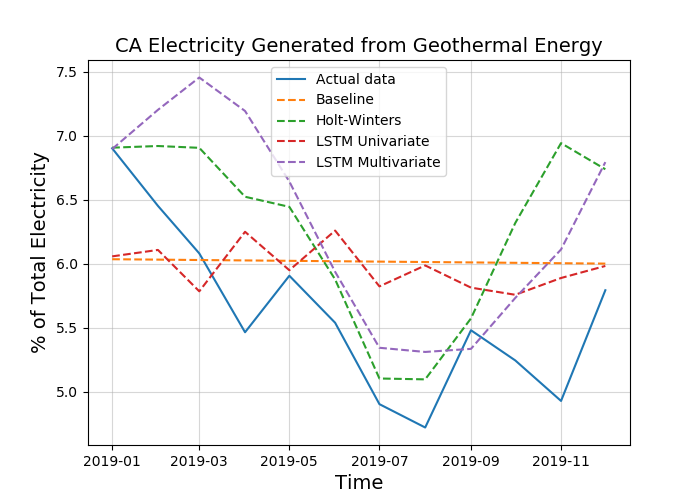 CA Electricity Generated from Geothermal Energy
Actual data
Baseline
Holt-Winters
LSTM Univariate
LSTM Multivariate
% of Total Electricity
7.5
7.0
6.5
6.0
5.5
5.0
2019-01 2019-03 2019-05 2019-07 2019-09 2019-11
Time